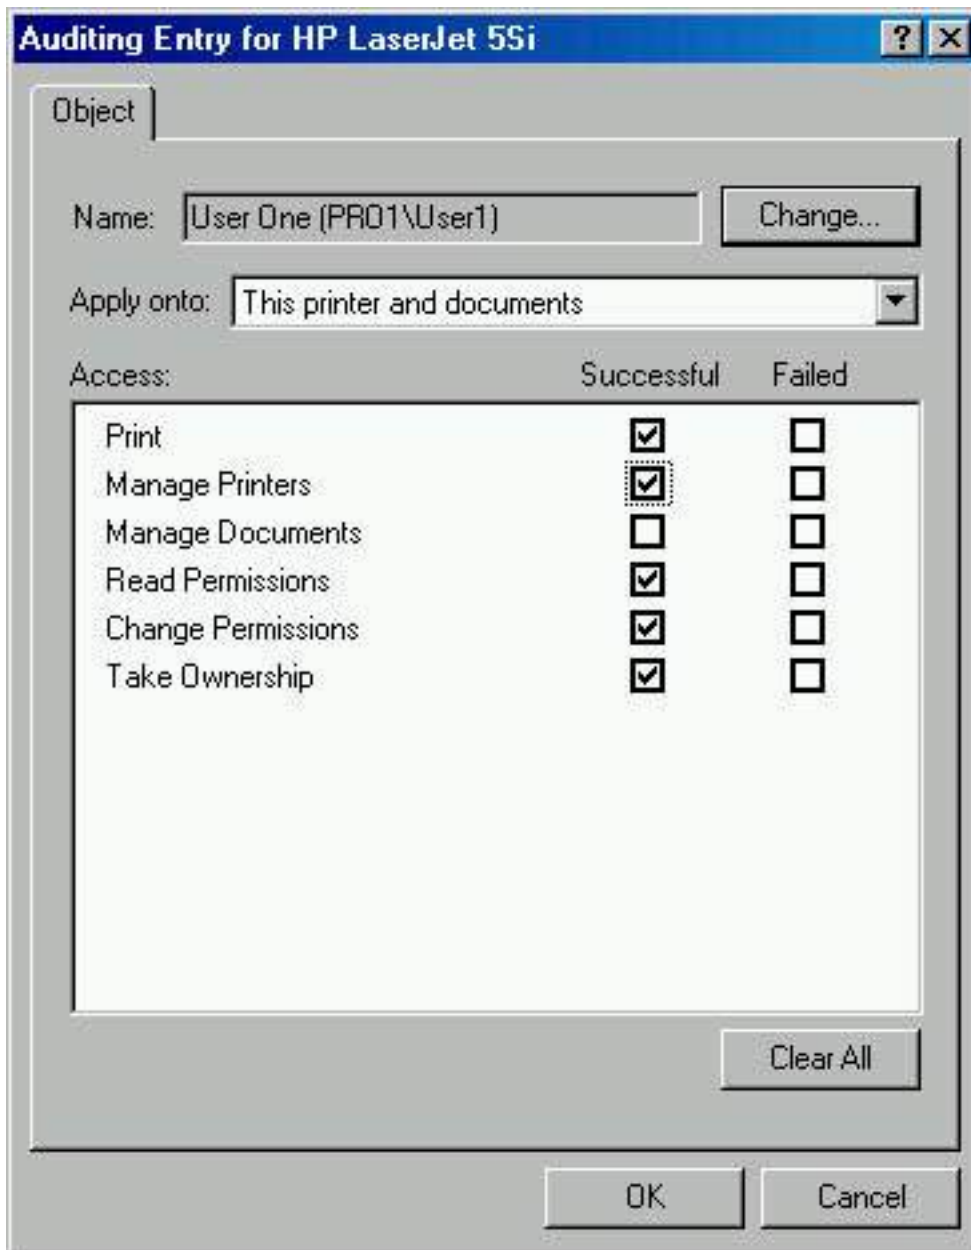 Auditing Entry for HP LaserJet 5Si
Object
Name: User One (PRO1\User1) Change...
Apply onto: This printer and documents
Access: Successful Failed
Print
Manage Printers
Manage Documents
Read Permissions
Change Permissions
Take Ownership
Clear All
OK Cancel